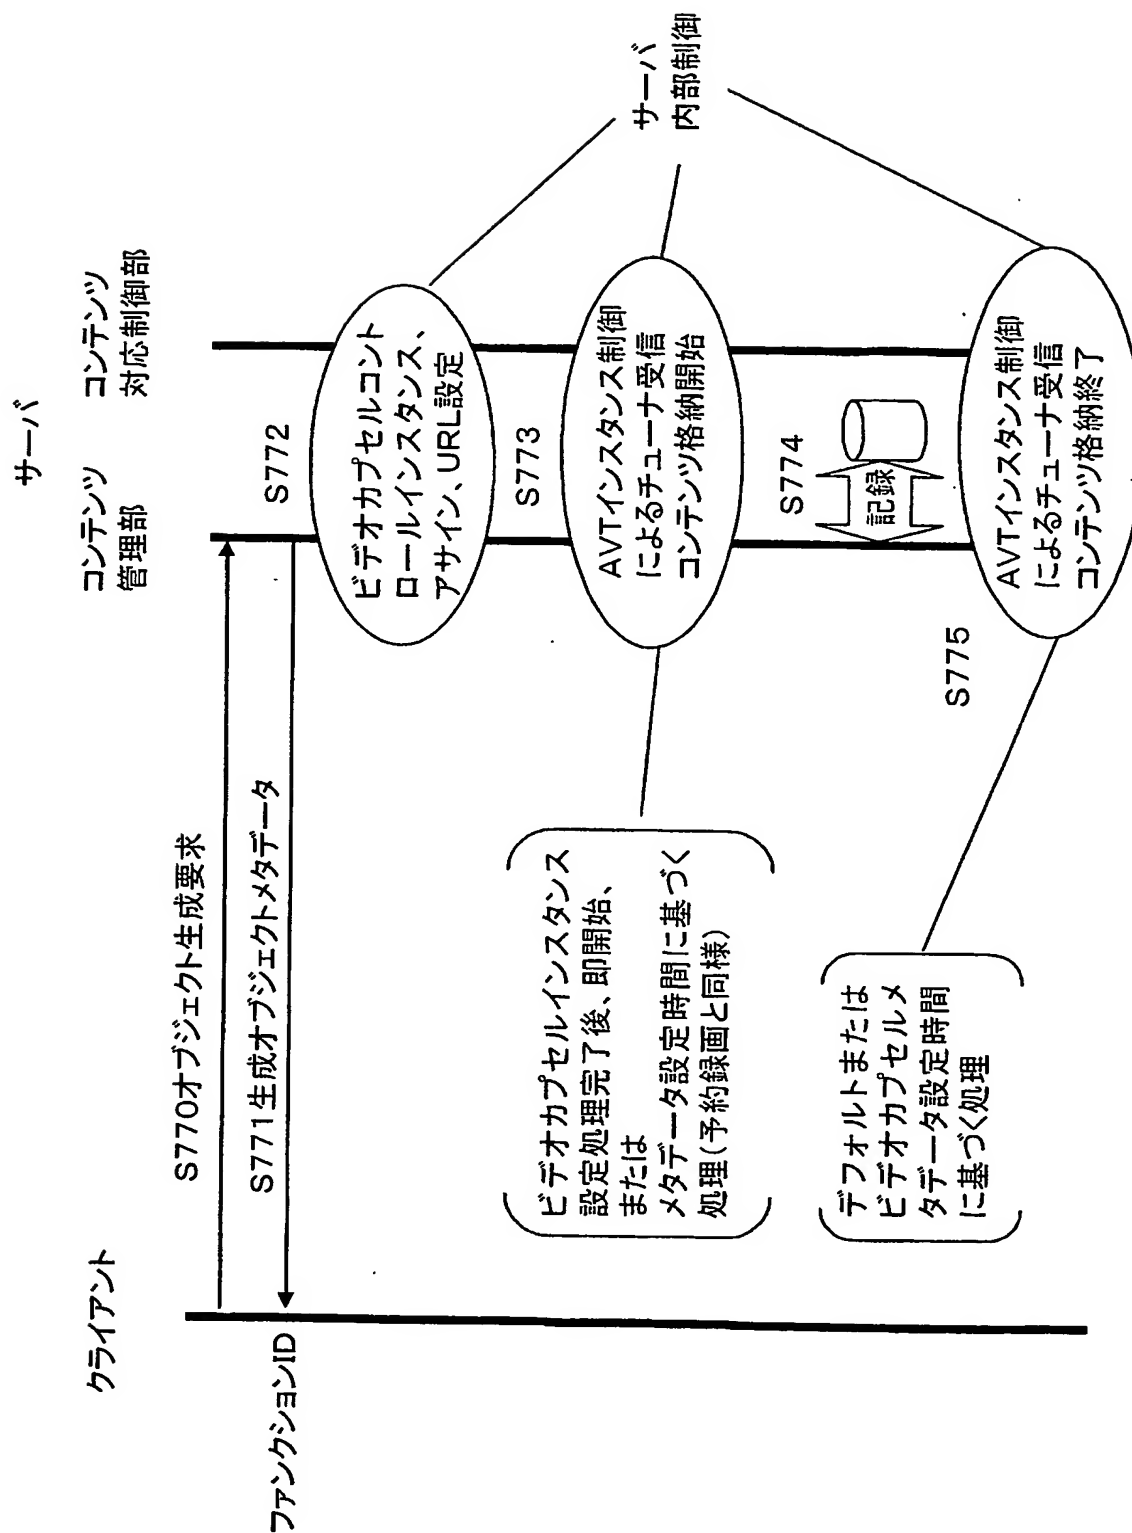 サーバ
クライアント
コンテンツ
管理部
コンテンツ
対応制御部
S770オブジェクト生成要求
S771生成オブジェクトメタデータ
ファンクションID
S772
ビデオカプセルコント
ロールインスタンス、
アサイン、URL設定
サーバ
内部制御
S773
AVTインスタンス制御
によるチューナ受信
コンテンツ格納開始
ビデオカプセルインスタンス
設定処理完了後、即開始、
または
メタデータ設定時間に基づく
処理(予約録画と同様)
S774
記録
S775
AVTインスタンス制御
によるチューナ受信
コンテンツ格納終了
デフォルトまたは
ビデオカプセルメ
タデータ設定時間
に基づく処理